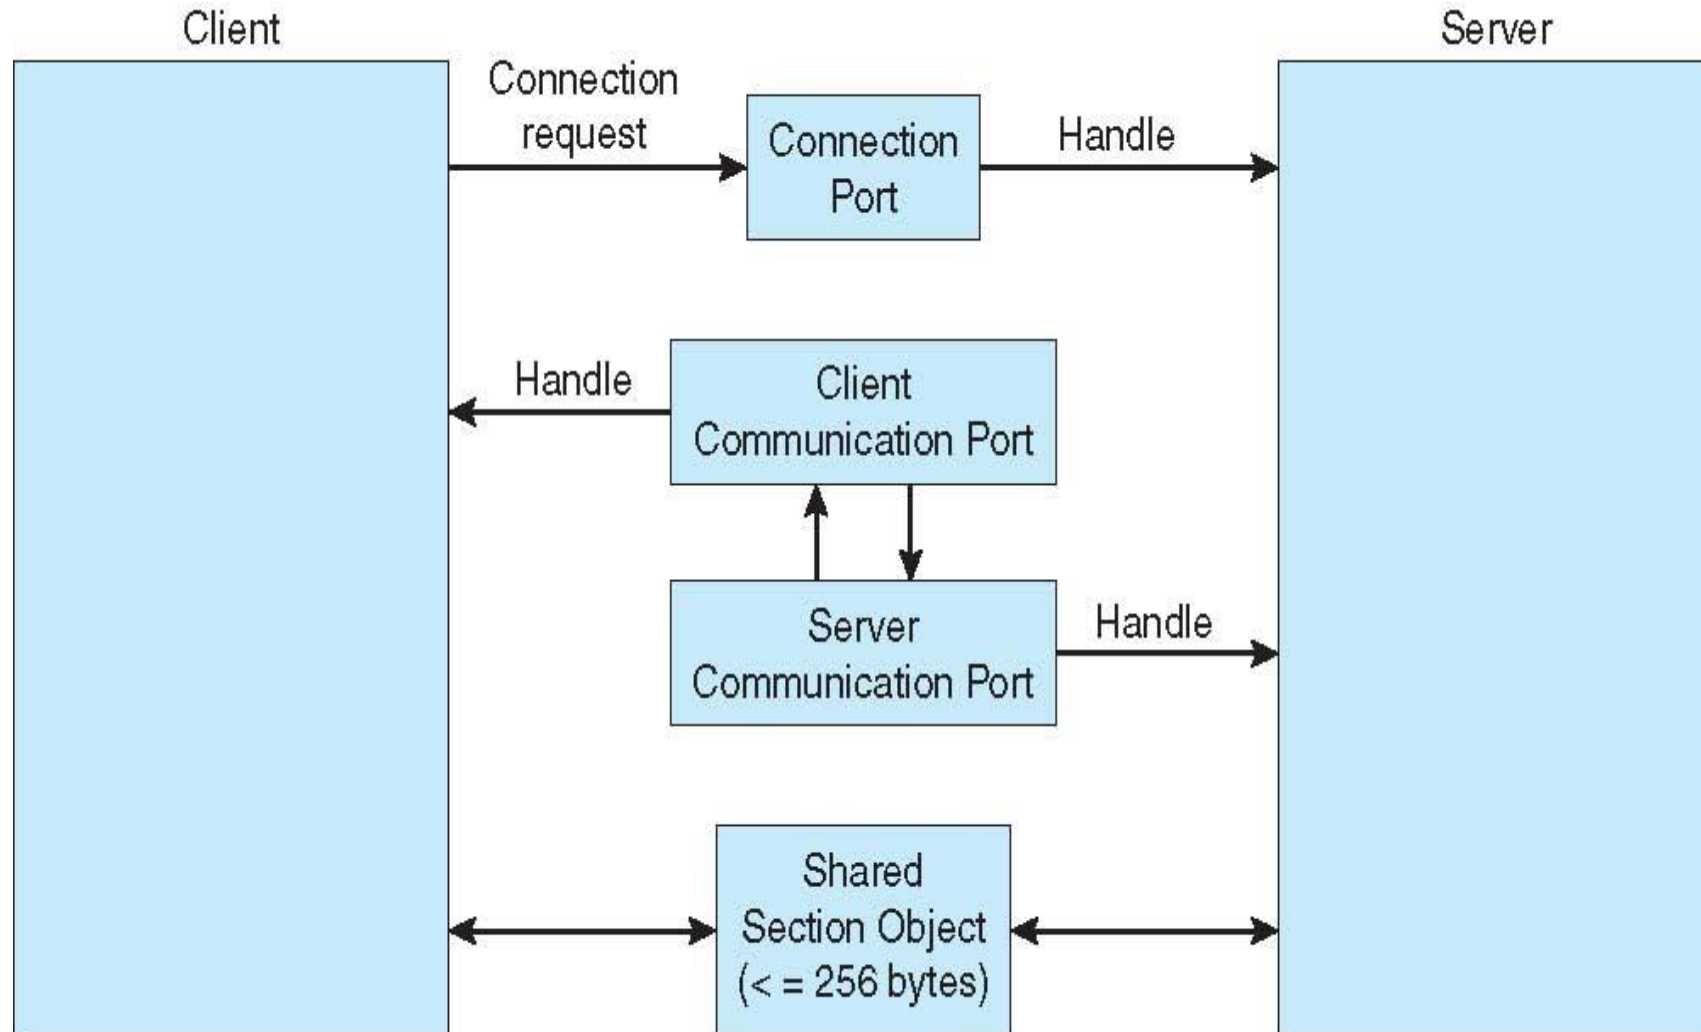 Client
Server
Connection
request
Connection
Port
Handle
Handle
Client
Communication Port
Server
Communication Port
Handle
Shared
Section Object
(< = 256 bytes)